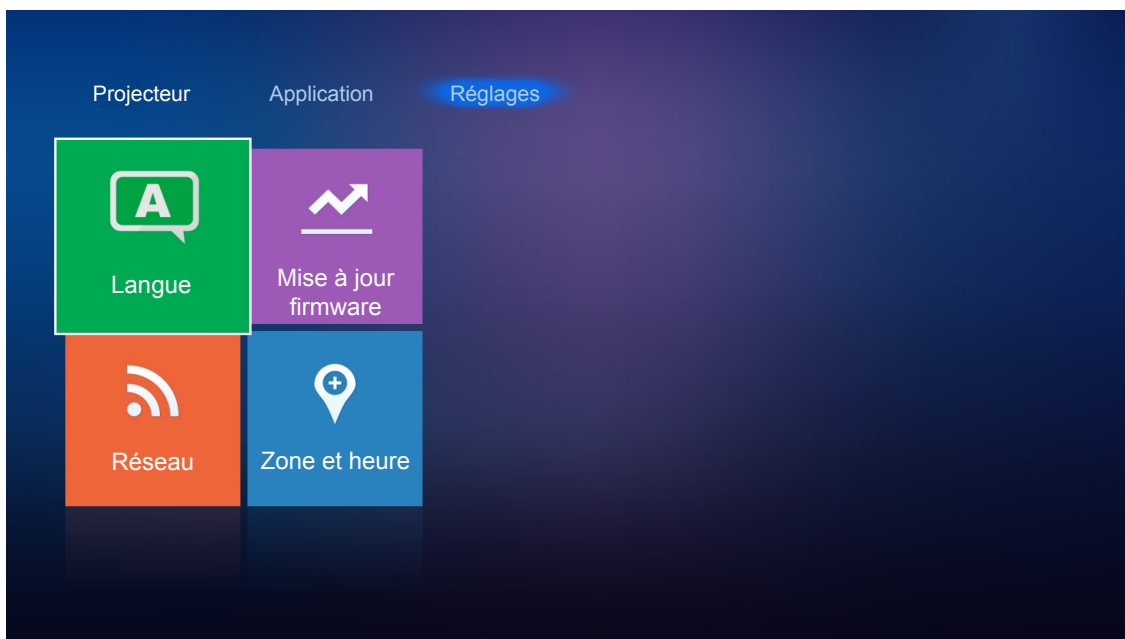 Projecteur Application Réglages
A
Langue
Mise à jour
firmware
Réseau
Zone et heure